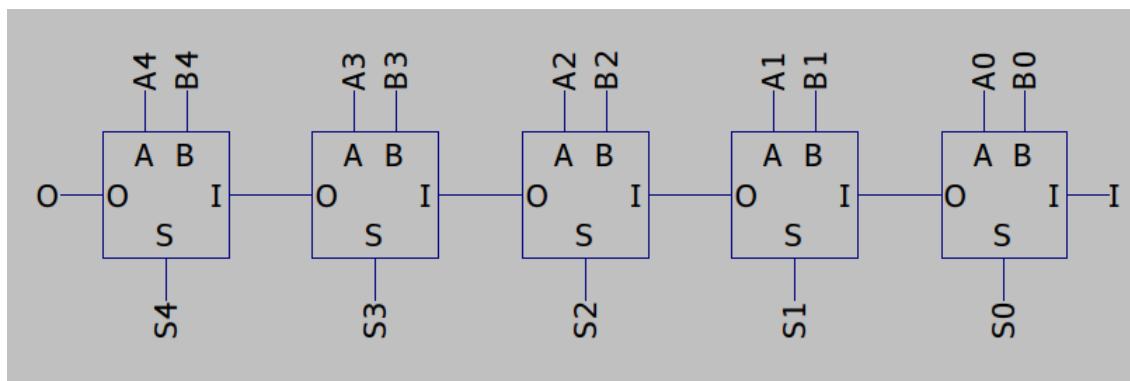 A4 B4 A3 B3 A2 B2 A1 B1 A0 B0
A B A B A B A B A B
O O I O I O I O I O I I
S S S S S
S4 S3 S2 S1 S0